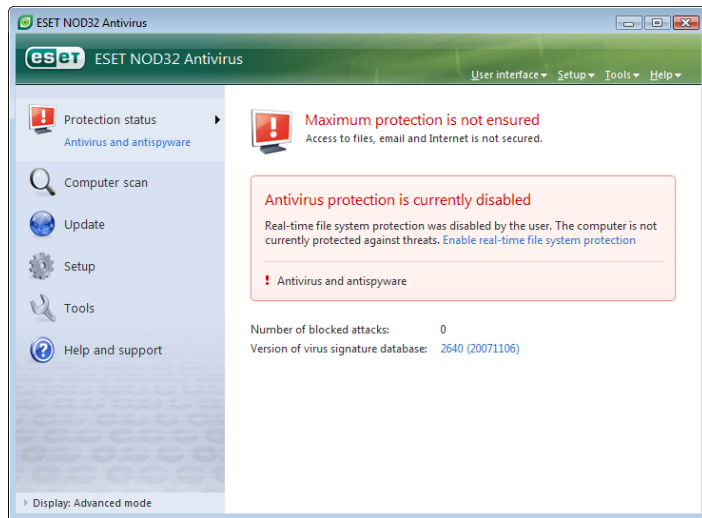 ESET NOD32 Antivirus
eset ESET NOD32 Antivirus
User interface Setup Tools Help
Protection status
Antivirus and antispyware
Computer scan
Update
Setup
Tools
Help and support
Display: Advanced mode
Maximum protection is not ensured
Access to files, email and Internet is not secured.
Antivirus protection is currently disabled
Real-time file system protection was disabled by the user. The computer is not
currently protected against threats. Enable real-time file system protection
! Antivirus and antispyware
Number of blocked attacks: 0
Version of virus signature database: 2640 (20071106)